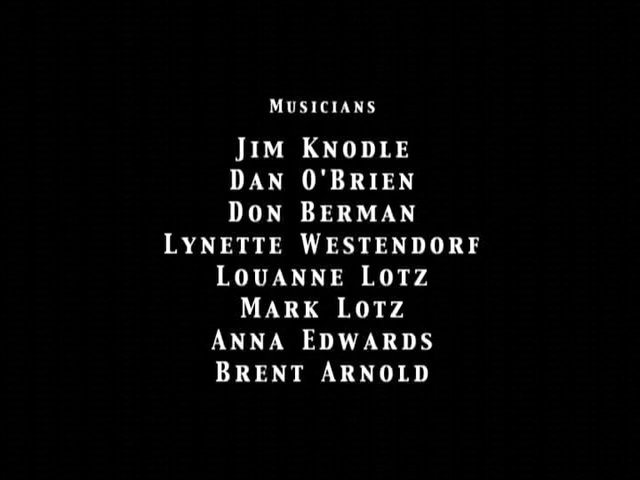 Musicians
Jim Knodle
Dan O'Brien
Don Berman
Lynette Westendorf
Louanne Lotz
Mark Lotz
Anna Edwards
Brent Arnold